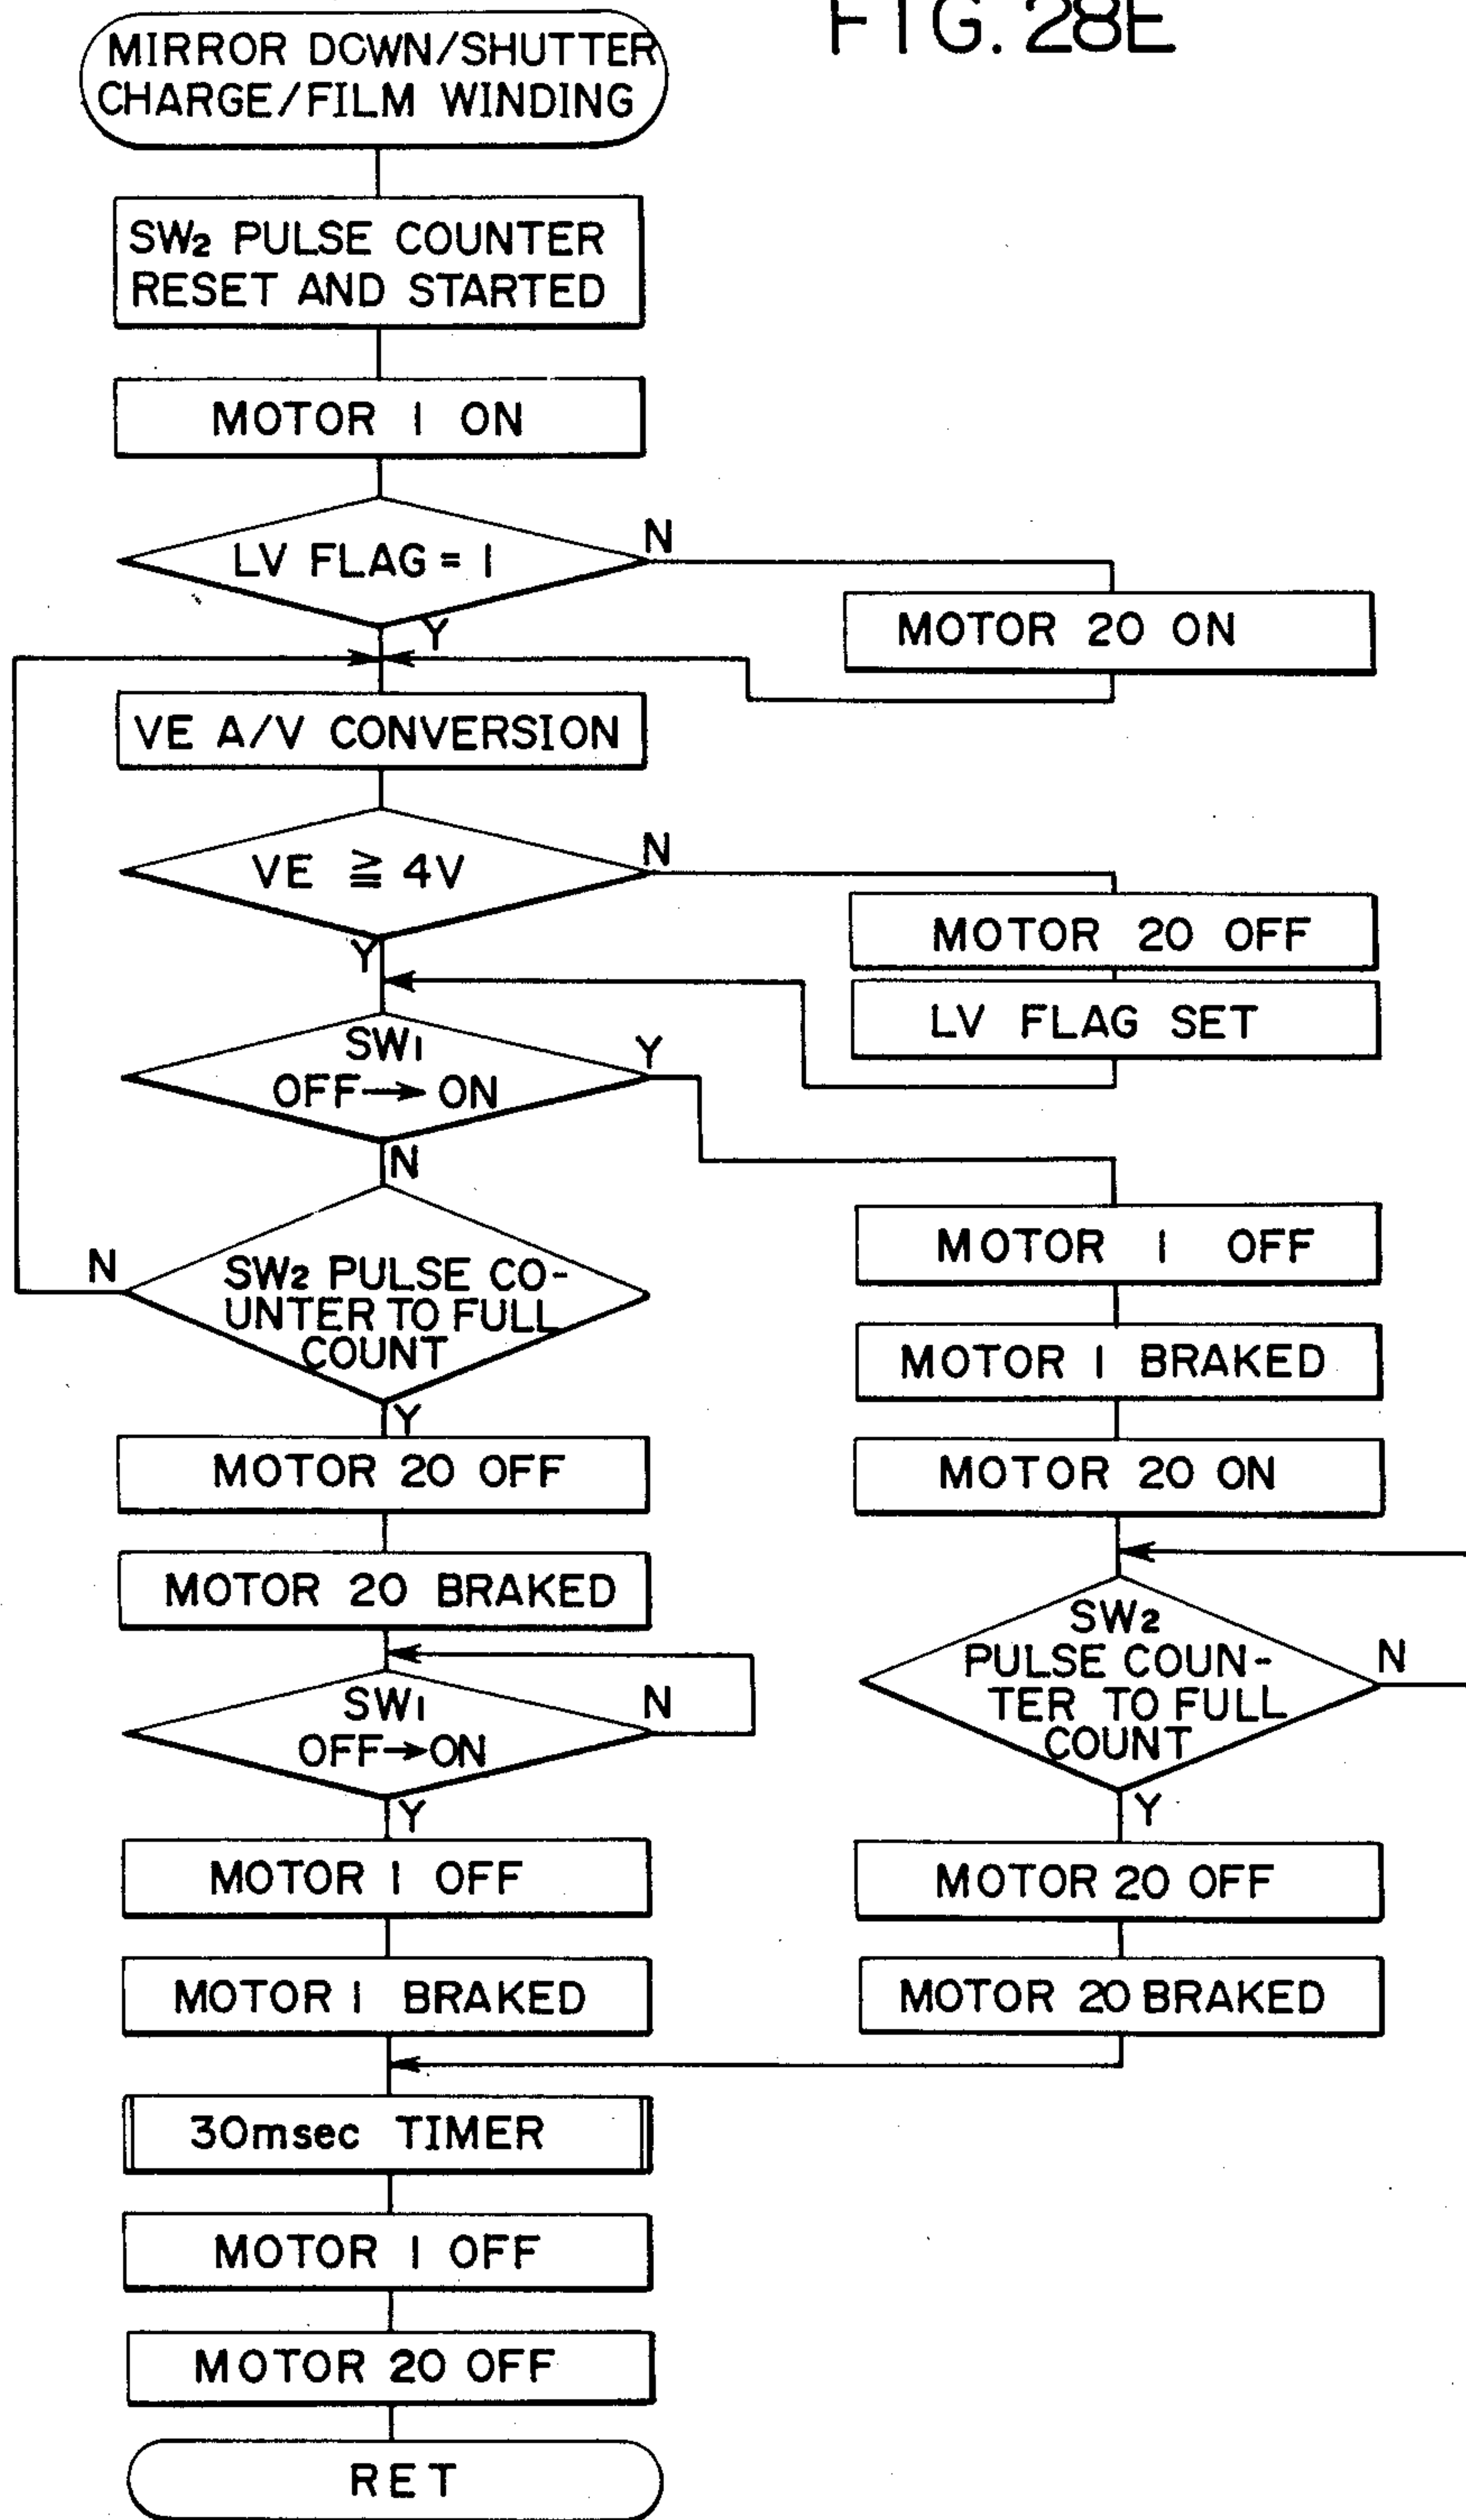 FIG. 28E
MIRROR DOWN/SHUTTER
CHARGE/FILM WINDING
SW2 PULSE COUNTER
RESET AND STARTED
MOTOR 1 ON
LV FLAG = 1
N
Y
MOTOR 20 ON
VE A/V CONVERSION
VE ≧ 4V
N
Y
MOTOR 20 OFF
LV FLAG SET
SW1
OFF→ON
Y
N
SW2 PULSE CO-
UNTER TO FULL
COUNT
N
Y
MOTOR 1 OFF
MOTOR 1 BRAKED
MOTOR 20 ON
MOTOR 20 OFF
MOTOR 20 BRAKED
SW1
OFF→ON
N
Y
SW2
PULSE COUN-
TER TO FULL
COUNT
N
Y
MOTOR 1 OFF
MOTOR 1 BRAKED
MOTOR 20 OFF
MOTOR 20 BRAKED
30msec TIMER
MOTOR 1 OFF
MOTOR 20 OFF
RET